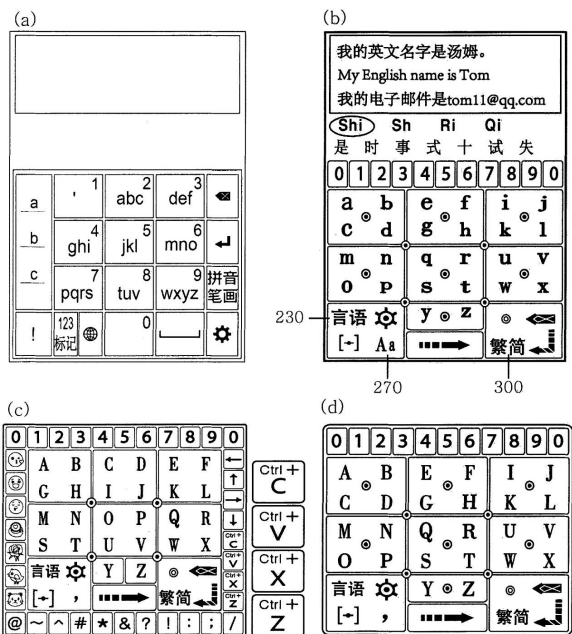 (a)
a
b
c
!
' 1
abc 2
def 3
ghi 4
jkl 5
mno 6
pqrs 7
tuv 8
wxyz 9
拼音
笔画
123
标记
0
(b)
我的英文名字是汤姆。
My English name is Tom
我的电子邮件是tom11@qq.com
Shi Sh Ri Qi
是 时 事 式 十 试 失
0 1 2 3 4 5 6 7 8 9 0
a b e f i j
c d g h k l
m n q r u v
o p s t w x
230
言语 y z
Aa 繁简
270 300
(c)
0 1 2 3 4 5 6 7 8 9 0
A B C D E F ←
G H I J K L ↑
→
M N O P Q R ↓
S T U V W X Ctrl + C
Ctrl + V
言语 Y Z Ctrl + X
, 繁简 Ctrl + Z
@ ~ ^ # * & ? ! : ; /
Ctrl +
C
Ctrl +
V
Ctrl +
X
Ctrl +
Z
(d)
0 1 2 3 4 5 6 7 8 9 0
A B E F I J
C D G H K L
M N Q R U V
O P S T W X
言语 Y Z
, 繁简